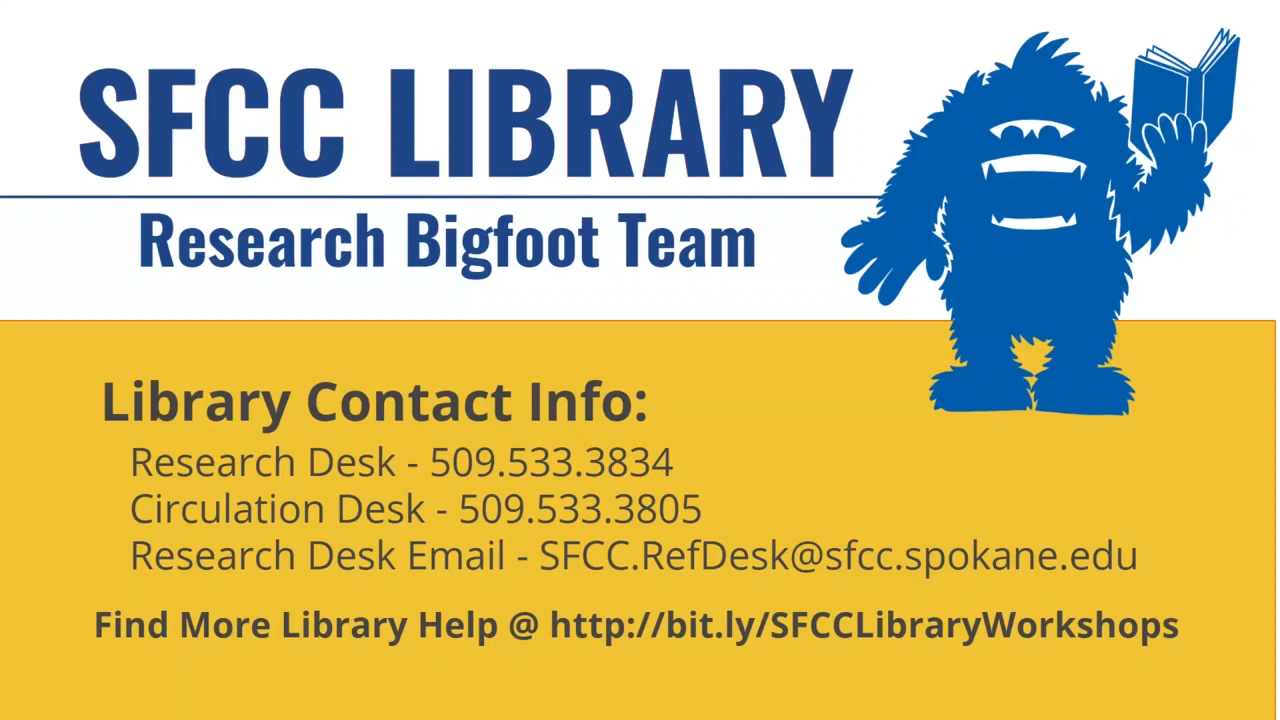 SFCC LIBRARY
Research Bigfoot Team
Library Contact Info:
Research Desk - 509.533.3834
Circulation Desk - 509.533.3805
Research Desk Email - SFCC.RefDesk@sfcc.spokane.edu
Find More Library Help @ http://bit.ly/SFCCLibraryWorkshops